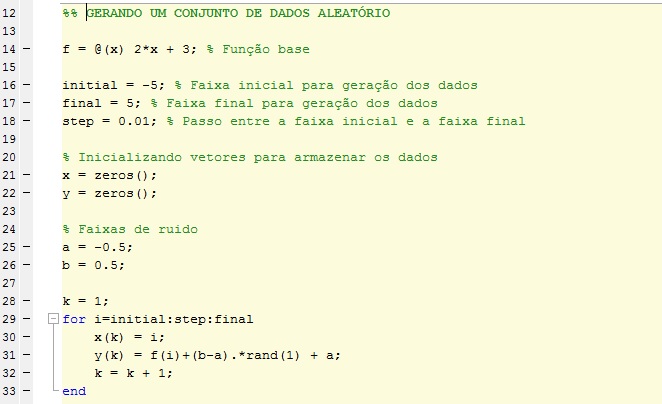 12 %% GERANDO UM CONJUNTO DE DADOS ALEATÓRIO
13
14 - f = @(x) 2*x + 3; % Função base
15
16 - initial = -5; % Faixa inicial para geração dos dados
17 - final = 5; % Faixa final para geração dos dados
18 - step = 0.01; % Passo entre a faixa inicial e a faixa final
19
20 % Inicializando vetores para armazenar os dados
21 - x = zeros();
22 - y = zeros();
23
24 % Faixas de ruido
25 - a = -0.5;
26 - b = 0.5;
27
28 - k = 1;
29 - for i=initial:step:final
30 - x(k) = i;
31 - y(k) = f(i)+(b-a).*rand(1) + a;
32 - k = k + 1;
33 - end